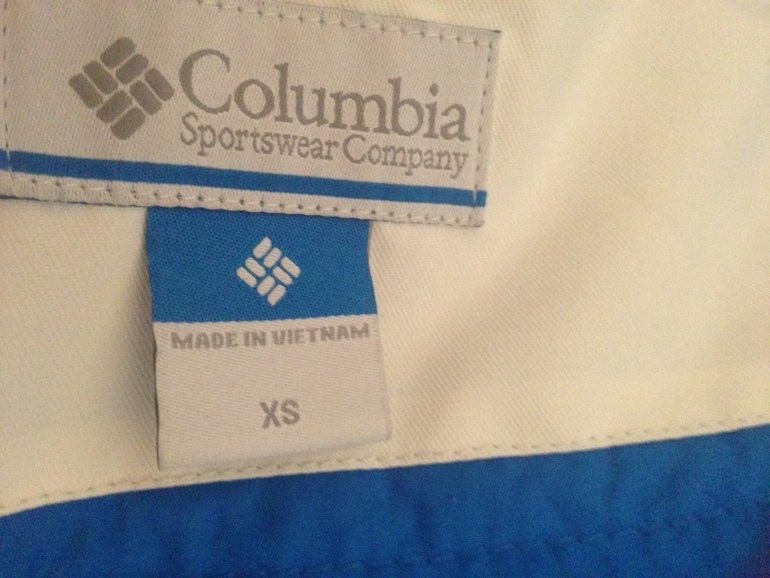 Columbia
Sportswear Company
MADE IN VIETNAM
XS